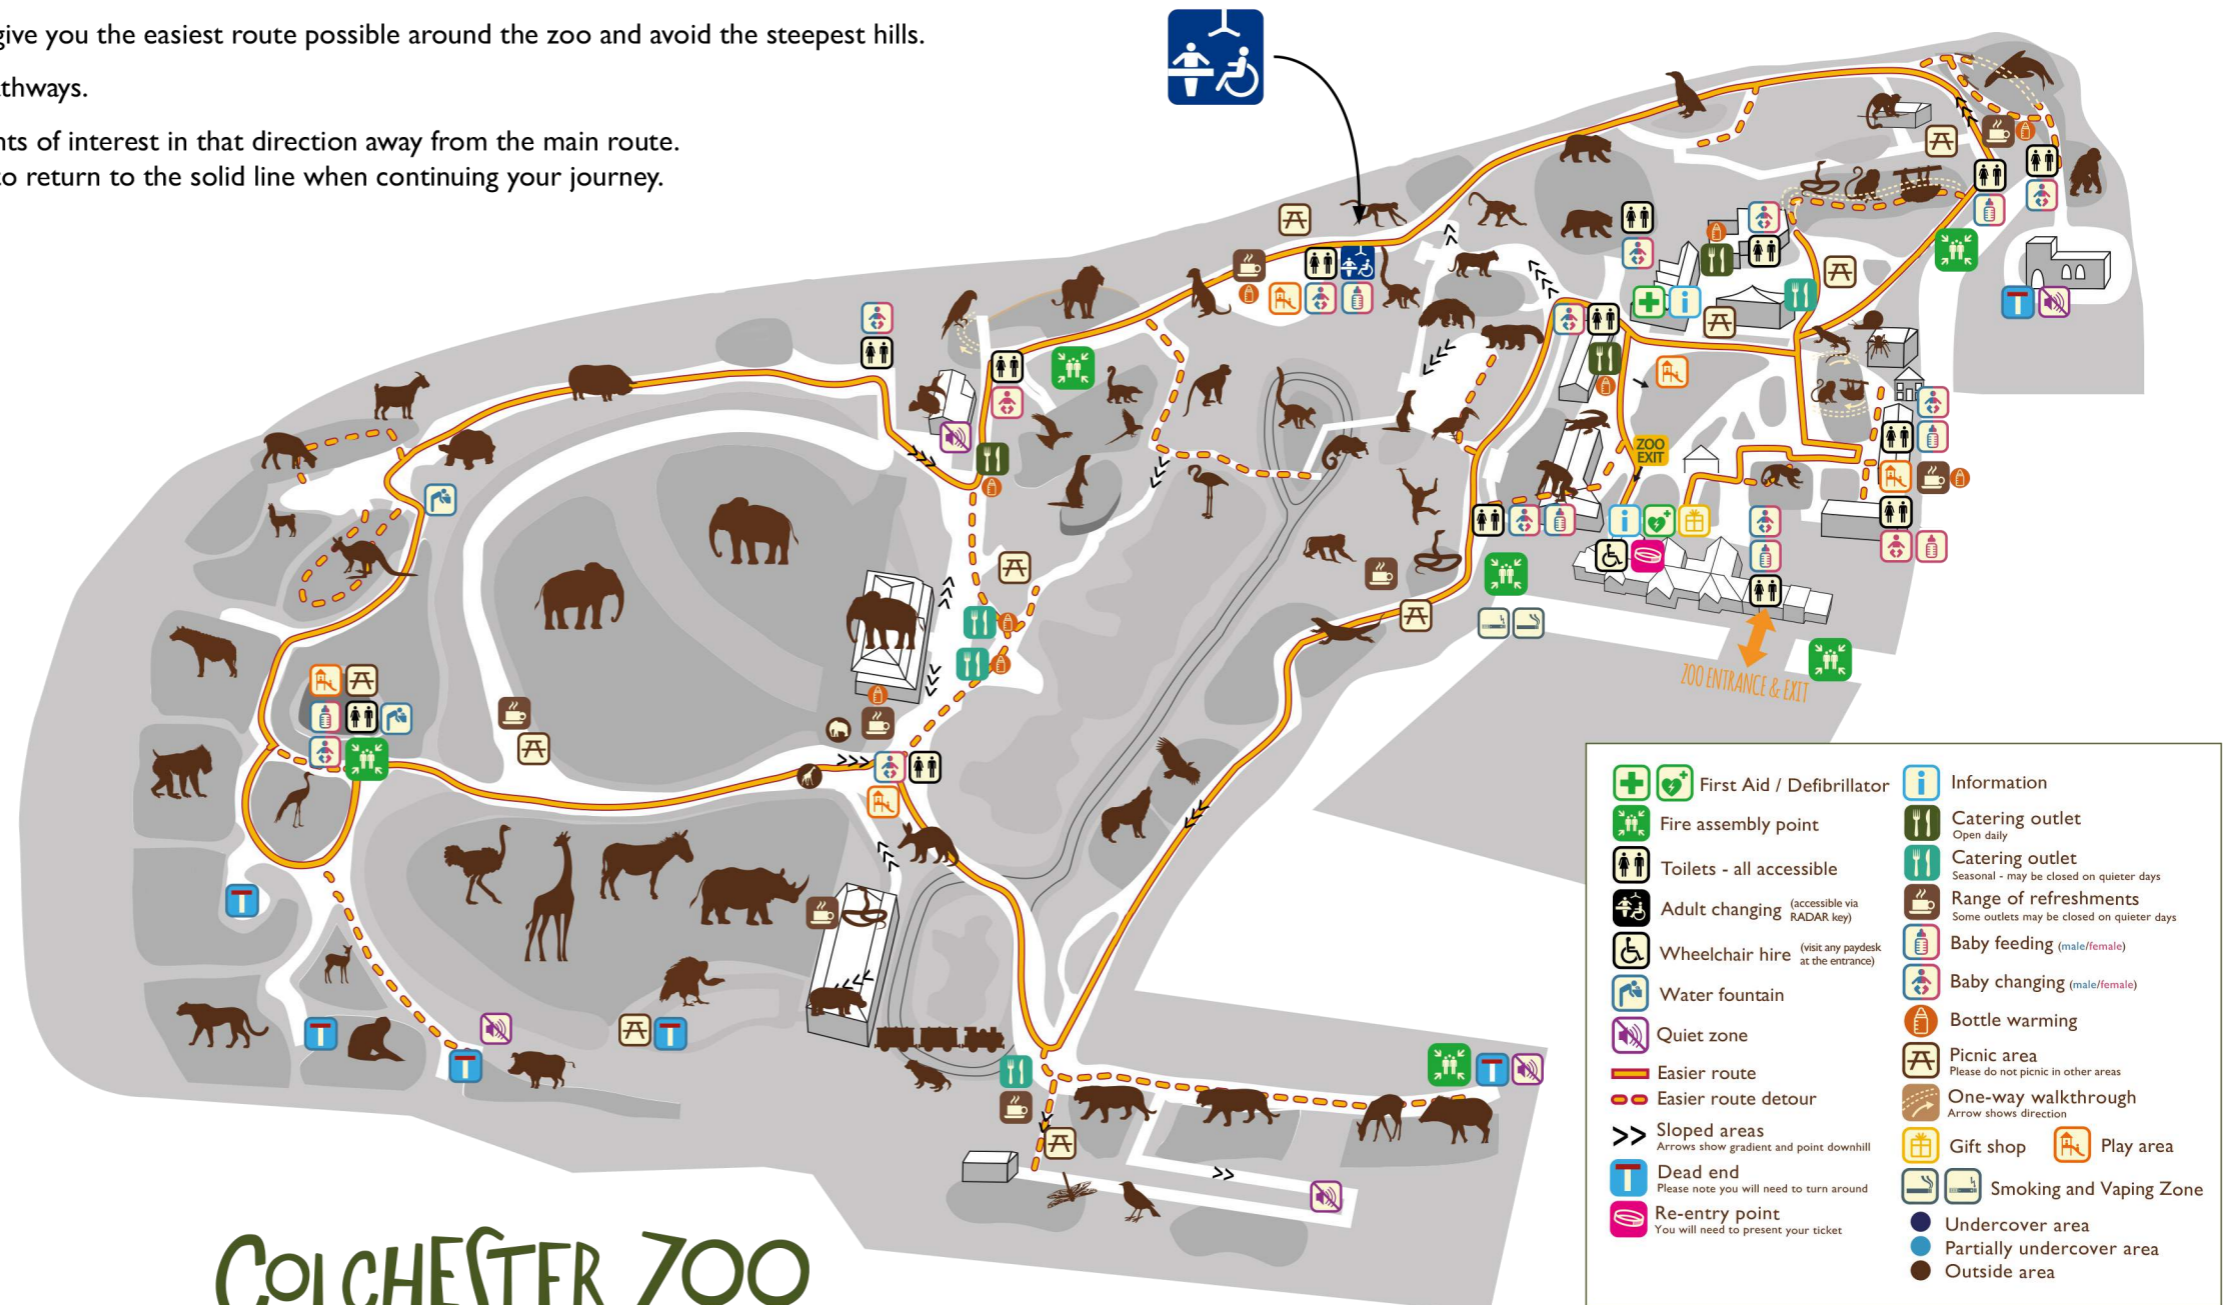 give you the easiest route possible around the zoo and avoid the steepest hills.
thways.
nts of interest in that direction away from the main route.
to return to the solid line when continuing your journey.
ZOO
EXIT
ZOO ENTRANCE & EXIT
First Aid / Defibrillator
Fire assembly point
Toilets - all accessible
Adult changing (accessible via
RADAR key)
Wheelchair hire (visit any paydesk
at the entrance)
Water fountain
Quiet zone
Easier route
Easier route detour
>> Sloped areas
Arrows show gradient and point downhill
Dead end
Please note you will need to turn around
Re-entry point
You will need to present your ticket
Information
Catering outlet
Open daily
Catering outlet
Seasonal - may be closed on quieter days
Range of refreshments
Some outlets may be closed on quieter days
Baby feeding (male/female)
Baby changing (male/female)
Bottle warming
Picnic area
Please do not picnic in other areas
One-way walkthrough
Arrow shows direction
Gift shop
Play area
Smoking and Vaping Zone
Undercover area
Partially undercover area
Outside area
COLCHESTER ZOO